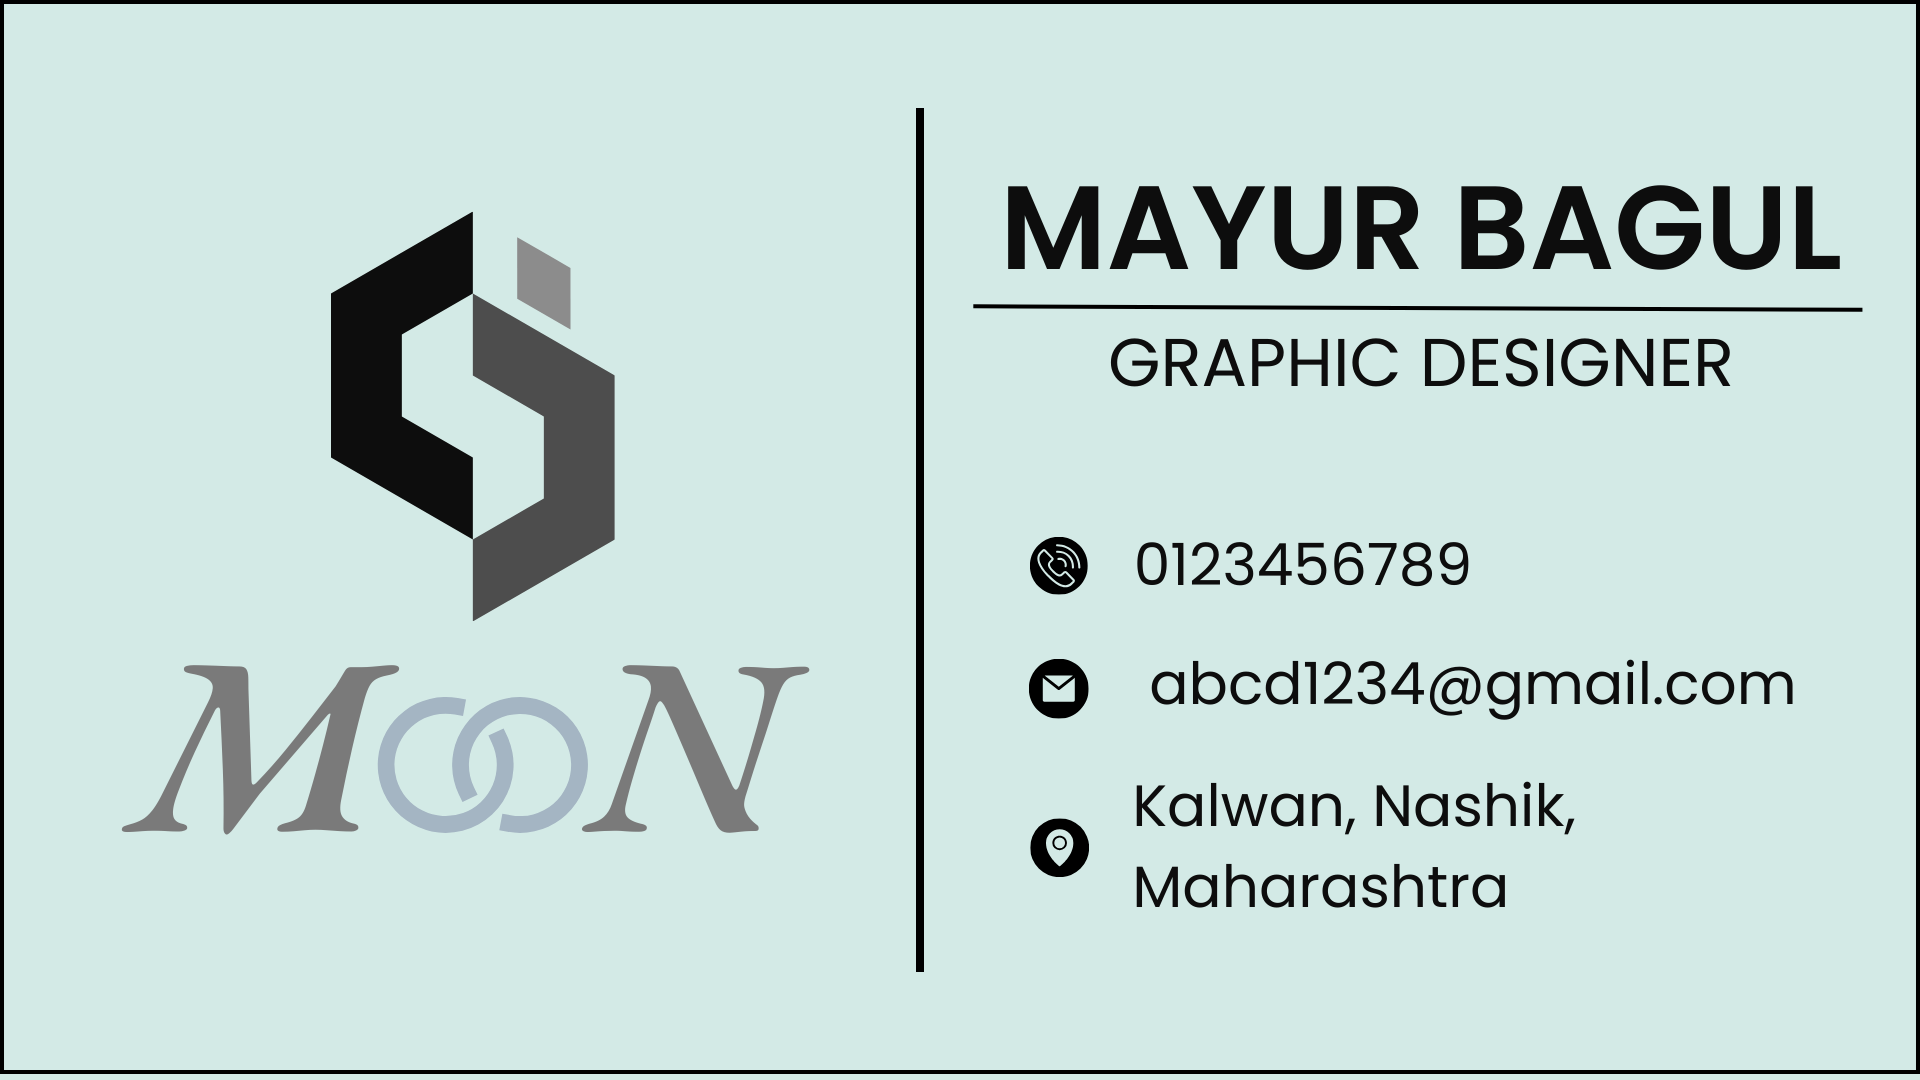 MOON
MAYUR BAGUL
GRAPHIC DESIGNER
0123456789
abcd1234@gmail.com
Kalwan, Nashik,
Maharashtra